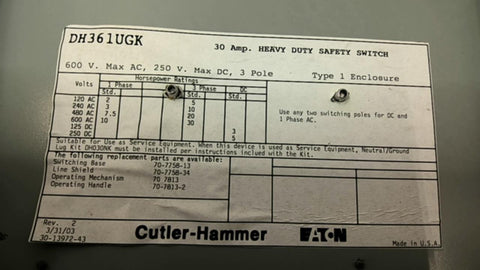 DH361UGK
30 Amp. HEAVY DUTY SAFETY SWITCH
600 V. Max AC, 250 V. Max DC, 3 Pole Type 1 Enclosure
Horsepower Ratings
Volts 1 Phase 3 Phase DC
Std. Std. Std.
120 AC 2
240 AC 3 5
480 AC 7.5 10
600 AC 10 20
125 DC 30
250 DC 3
5
Use any two switching poles for DC and
1 Phase AC.
Suitable for Use as Service Equipment. When this device is used as Service Equipment, Neutral/Ground
Lug Kit DH030NK must be installed per instructions inclued with the Kit.
The following replacement parts are available:
Switching Base 70-7758-13
Line Shield 70-7758-34
Operating Mechanism 70 7813
Operating Handle 70-7813-2
Rev. 2
3/31/03
30-13972-43
Cutler-Hammer EATON
Made in U.S.A.